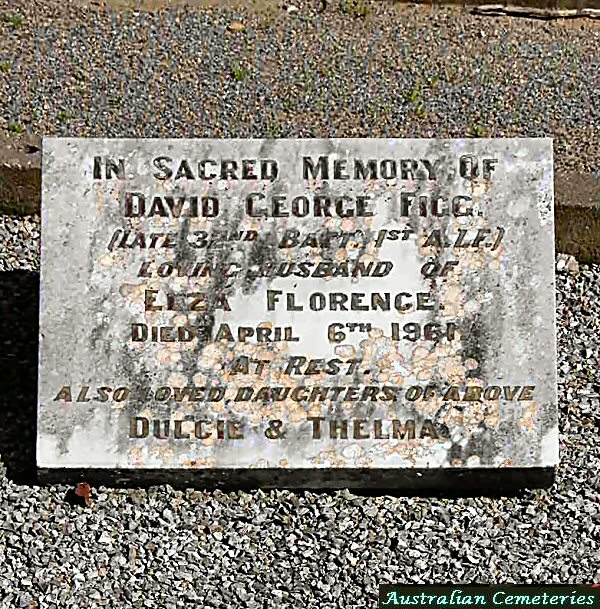 In Sacred Memory Of
David George Figg.
(Late 32nd Batt. 1st A.I.F.)
Loving Husband of
Elza Florence.
Died April 6th 1961
At Rest.
Also Loved Daughters of Above
Dulcie & Thelma.
Australian Cemeteries